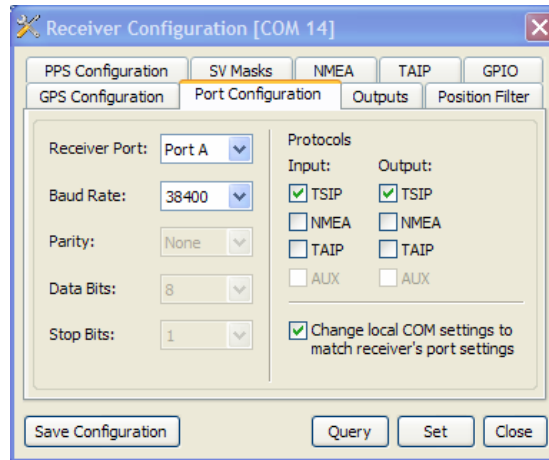 Receiver Configuration [COM 14]
PPS Configuration SV Masks NMEA TAIP GPIO
GPS Configuration Port Configuration Outputs Position Filter
Receiver Port: Port A
Baud Rate: 38400
Parity: None
Data Bits: 8
Stop Bits: 1
Protocols
Input: Output:
TSIP TSIP
NMEA NMEA
TAIP TAIP
AUX AUX
Change local COM settings to
match receiver's port settings
Save Configuration Query Set Close